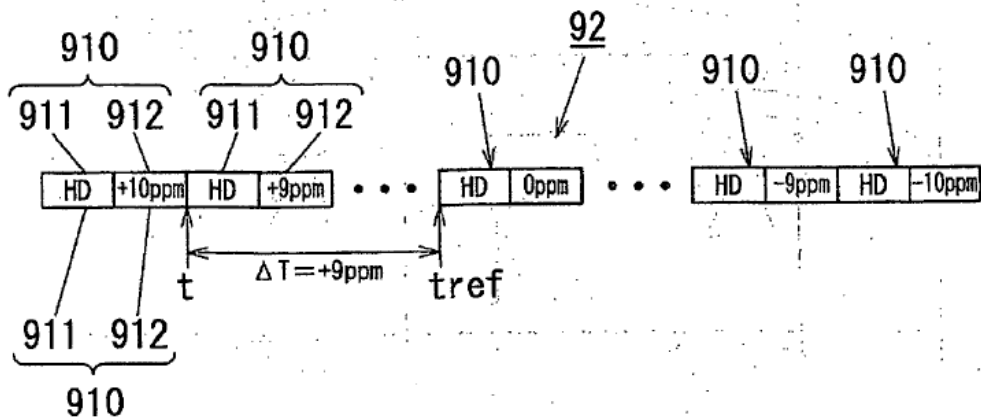 92
910 910 910 910 910
911 912 911 912
HD +10ppm HD +9ppm ••• HD 0ppm ••• HD -9ppm HD -10ppm
t ΔT=+9ppm tref
911 912
910